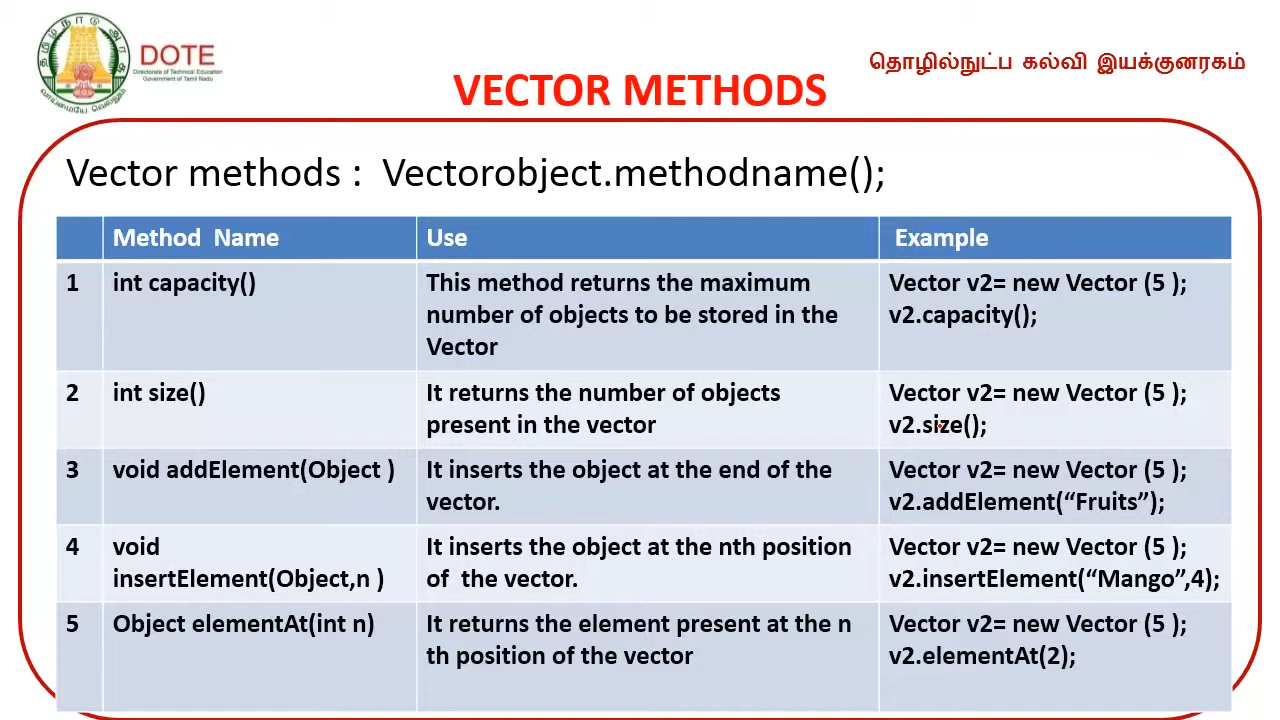 DOTE
Directorate of Technical Education
Government of Tamil Nadu
தொழில்நுட்ப கல்வி இயக்குனரகம்
VECTOR METHODS
Vector methods : Vectorobject.methodname();
Method Name Use Example
1 int capacity() This method returns the maximum Vector v2= new Vector (5 );
number of objects to be stored in the v2.capacity();
Vector
2 int size() It returns the number of objects Vector v2= new Vector (5 );
present in the vector v2.size();
3 void addElement(Object ) It inserts the object at the end of the Vector v2= new Vector (5 );
vector. v2.addElement(“Fruits”);
4 void It inserts the object at the nth position Vector v2= new Vector (5 );
insertElement(Object,n ) of the vector. v2.insertElement(“Mango”,4);
5 Object elementAt(int n) It returns the element present at the n Vector v2= new Vector (5 );
th position of the vector v2.elementAt(2);